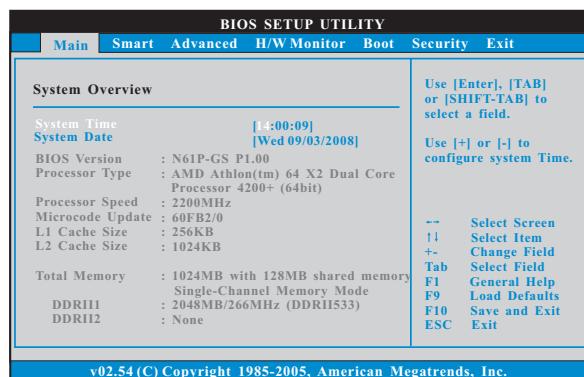 BIOS SETUP UTILITY
Main Smart Advanced H/W Monitor Boot Security Exit
System Overview
System Time [14:00:09]
System Date [Wed 09/03/2008]
BIOS Version : N61P-GS P1.00
Processor Type : AMD Athlon(tm) 64 X2 Dual Core
Processor 4200+ (64bit)
Processor Speed : 2200MHz
Microcode Update : 60FB2/0
L1 Cache Size : 256KB
L2 Cache Size : 1024KB
Total Memory : 1024MB with 128MB shared memory
Single-Channel Memory Mode
DDRII1 : 2048MB/266MHz (DDRII533)
DDRII2 : None
Use [Enter], [TAB]
or [SHIFT-TAB] to
select a field.
Use [+] or [-] to
configure system Time.
←→ Select Screen
↑↓ Select Item
+- Change Field
Tab Select Field
F1 General Help
F9 Load Defaults
F10 Save and Exit
ESC Exit
v02.54 (C) Copyright 1985-2005, American Megatrends, Inc.